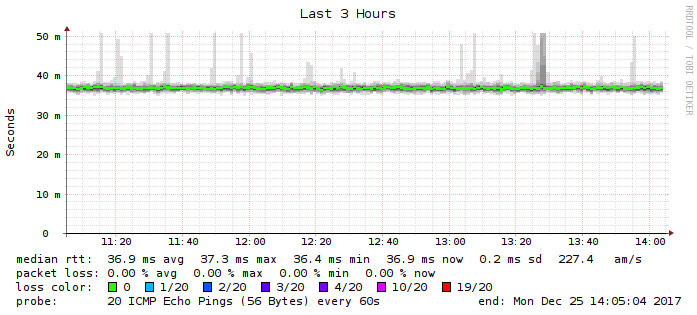 Last 3 Hours
RRDTOOL / TOBI OETIKER
Seconds
50 m
40 m
30 m
20 m
10 m
0
11:20 11:40 12:00 12:20 12:40 13:00 13:20 13:40 14:00
median rtt: 36.9 ms avg 37.3 ms max 36.4 ms min 36.9 ms now 0.2 ms sd 227.4 am/s
packet loss: 0.00 % avg 0.00 % max 0.00 % min 0.00 % now
loss color: 0 1/20 2/20 3/20 4/20 10/20 19/20
probe: 20 ICMP Echo Pings (56 Bytes) every 60s end: Mon Dec 25 14:05:04 2017